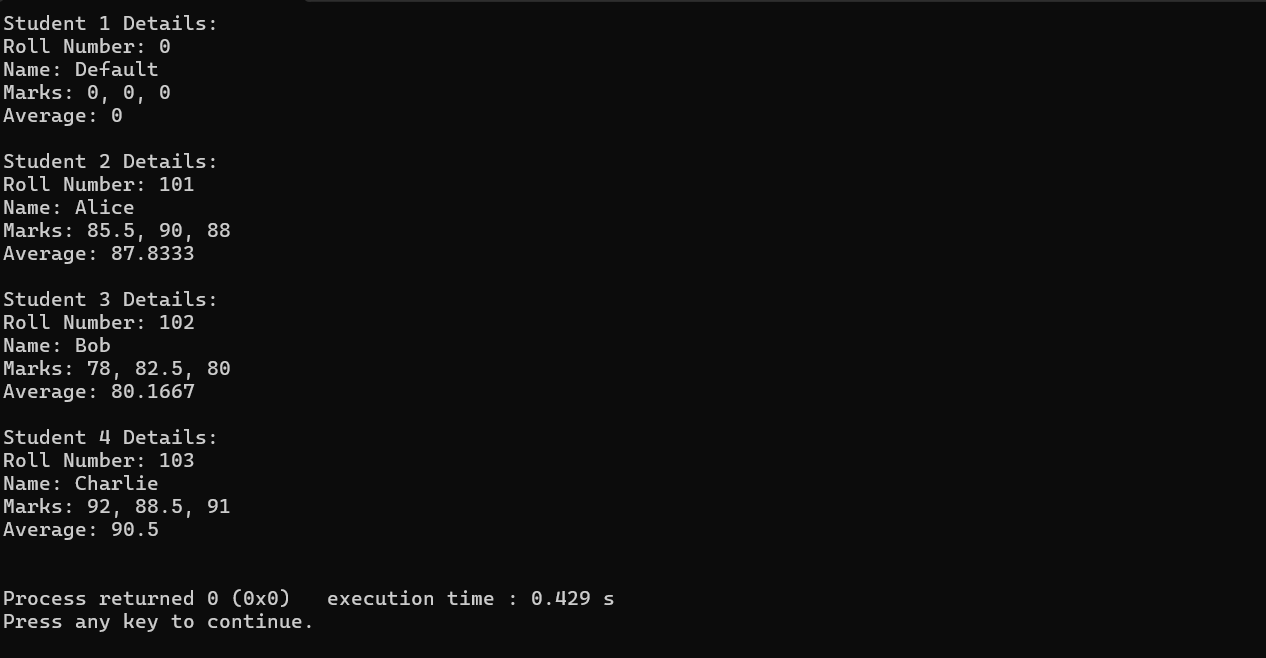 Student 1 Details:
Roll Number: 0
Name: Default
Marks: 0, 0, 0
Average: 0
Student 2 Details:
Roll Number: 101
Name: Alice
Marks: 85.5, 90, 88
Average: 87.8333
Student 3 Details:
Roll Number: 102
Name: Bob
Marks: 78, 82.5, 80
Average: 80.1667
Student 4 Details:
Roll Number: 103
Name: Charlie
Marks: 92, 88.5, 91
Average: 90.5
Process returned 0 (0x0)   execution time : 0.429 s
Press any key to continue.